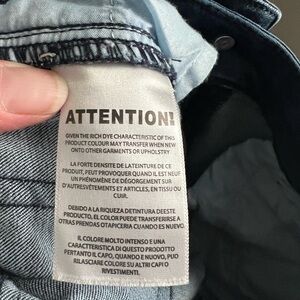 ATTENTION!
GIVEN THE RICH DYE CHARACTERISTIC OF THIS
PRODUCT COLOUR MAY TRANSFER WHEN NEW
ONTO OTHER GARMENTS OR UPHOLSTRY
LA FORTE DENSITE DE LATEINTURE DE CE
PRODUIT, PEUT PROVOQUER QUAND IL EST NEUF
UN PHÉNOMÈNE DE DÉGORGEMENT SUR
D'AUTRESVÊTEMENTS ET ARTICLES, EN TISSU OU
CUIR.
DEBIDO A LA RIQUEZA DETINTURA DEESTE
PRODUCTO, EL COLOR PUEDE TRANSFERIRSE A
OTRAS PRENDAS OTAPICERIA CUANDO ES NUEVO.
IL COLORE MOLTO INTENSO E UNA
CARACTERISTICA DI QUESTO PRODOTTO
PERTANTO IL CAPO, QUANDO E NUOVO, PUO
RILASCIARE COLORE SU ALTRI CAPI O
RIVESTIMENTI.